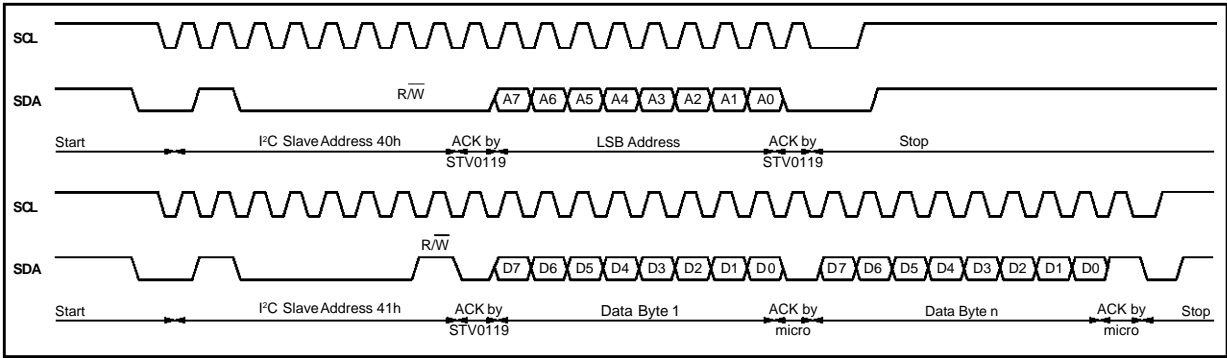 SCL
R/W
SDA A7 A6 A5 A4 A3 A2 A1 A0
Start I²C Slave Address 40h ACK by STV0119 LSB Address ACK by STV0119 Stop
SCL
R/W
SDA D7 D6 D5 D4 D3 D2 D1 D0 D7 D6 D5 D4 D3 D2 D1 D0
Start I²C Slave Address 41h ACK by STV0119 Data Byte 1 ACK by micro Data Byte n ACK by micro Stop